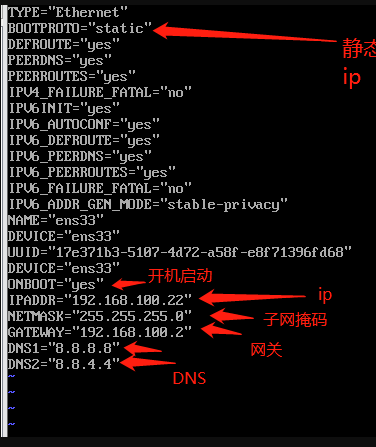 TYPE="Ethernet"
BOOTPROTO="static"
静态
ip
DEFROUTE="yes"
PEERDNS="yes"
PEERROUTES="yes"
IPV4_FAILURE_FATAL="no"
IPV6INIT="yes"
IPV6_AUTOCONF="yes"
IPV6_DEFROUTE="yes"
IPV6_PEERDNS="yes"
IPV6_PEERROUTES="yes"
IPV6_FAILURE_FATAL="no"
IPV6_ADDR_GEN_MODE="stable-privacy"
NAME="ens33"
DEVICE="ens33"
UUID="17e371b3-5107-4d72-a58f-e8f71396fd68"
DEVICE="ens33"
ONBOOT="yes" 开机启动
IPADDR="192.168.100.22" ip
NETMASK="255.255.255.0" 子网掩码
GATEWAY="192.168.100.2" 网关
DNS1="8.8.8.8"
DNS2="8.8.4.4" DNS
~
~
~
~